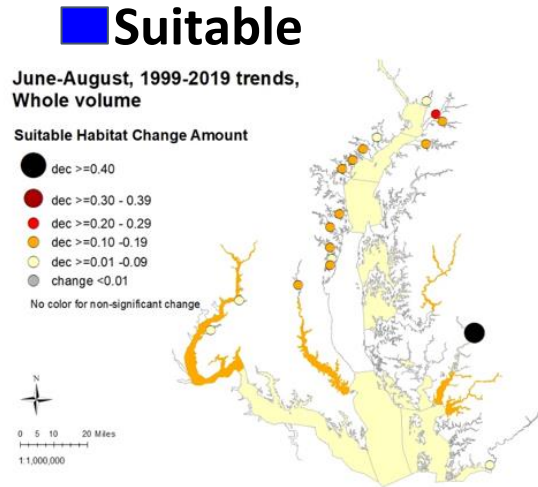 Suitable
June-August, 1999-2019 trends,
Whole volume
Suitable Habitat Change Amount
dec >=0.40
dec >=0.30 - 0.39
dec >=0.20 - 0.29
dec >=0.10 -0.19
dec >=0.01 -0.09
change <0.01
No color for non-significant change
N
0 5 10 20 Miles
1:1,000,000